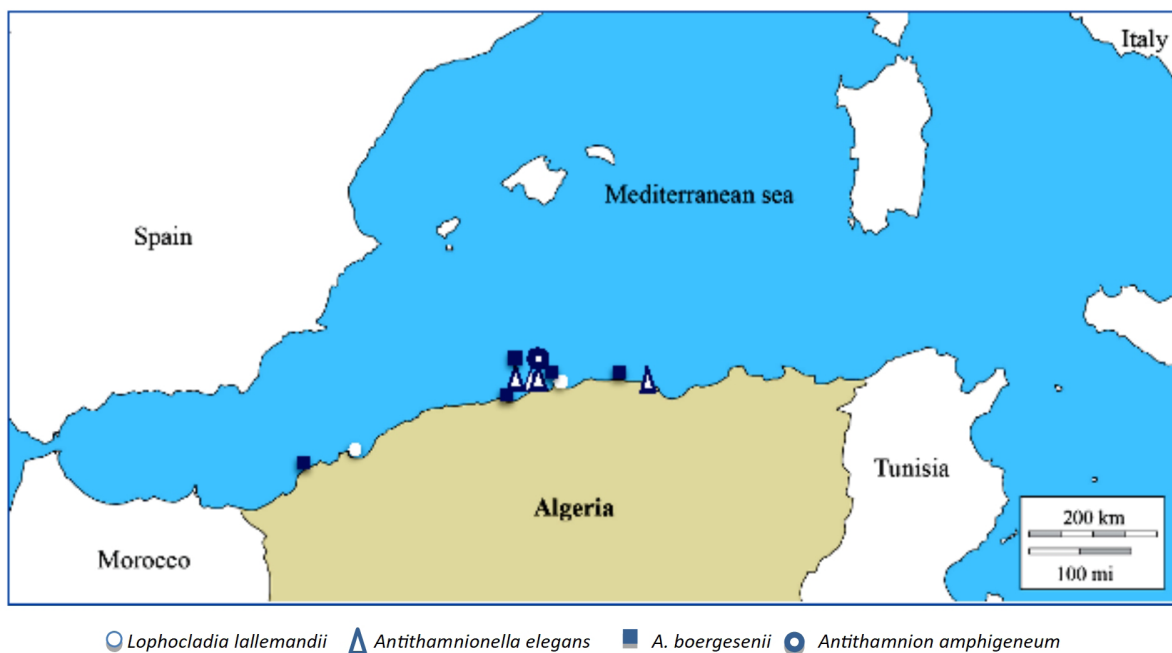 Italy
Mediterranean sea
Spain
Tunisia
Algeria
200 km
Morocco
100 mi
Lophocladia lallemandii Antithamnionella elegans A. boergesenii Antithamnion amphigeneum